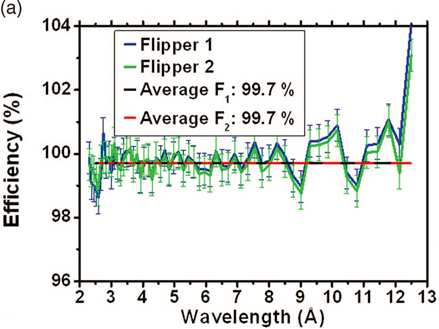 (a)
104
102
100
98
96
Efficiency (%)
Flipper 1
Flipper 2
Average F1: 99.7 %
Average F2: 99.7 %
2 3 4 5 6 7 8 9 10 11 12 13
Wavelength (Å)